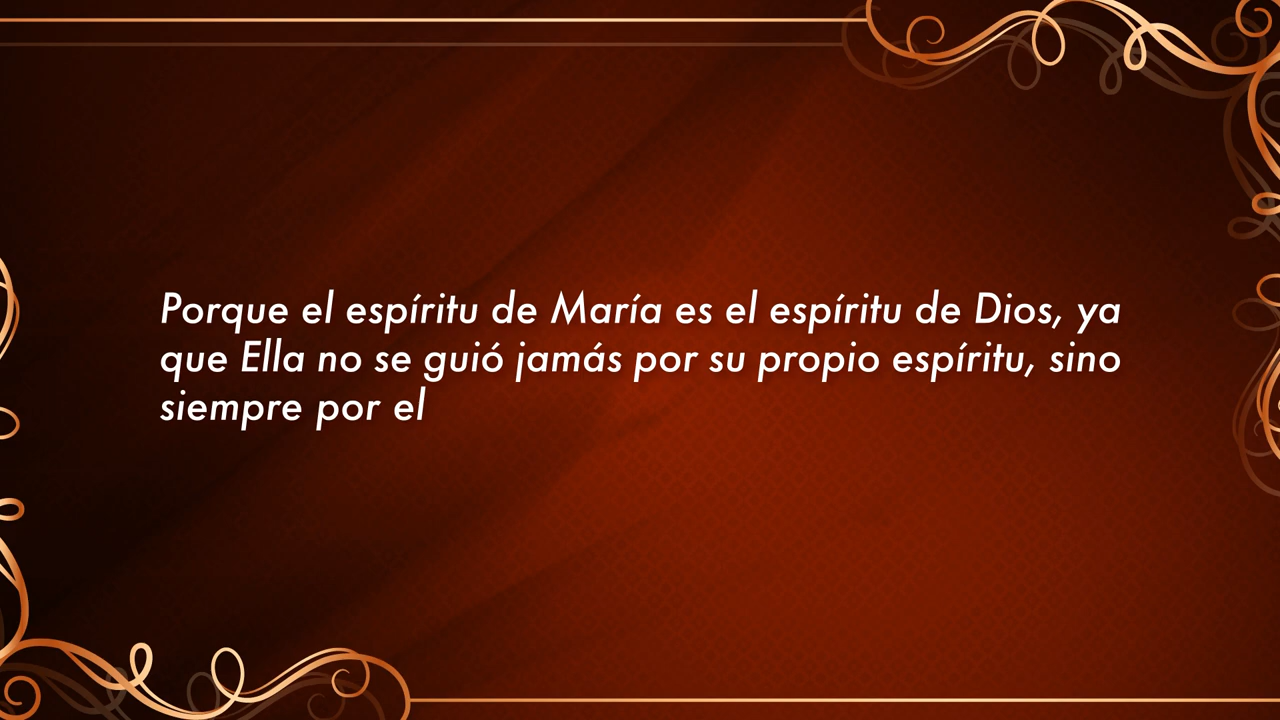 Porque el espíritu de María es el espíritu de Dios, ya
que Ella no se guió jamás por su propio espíritu, sino
siempre por el